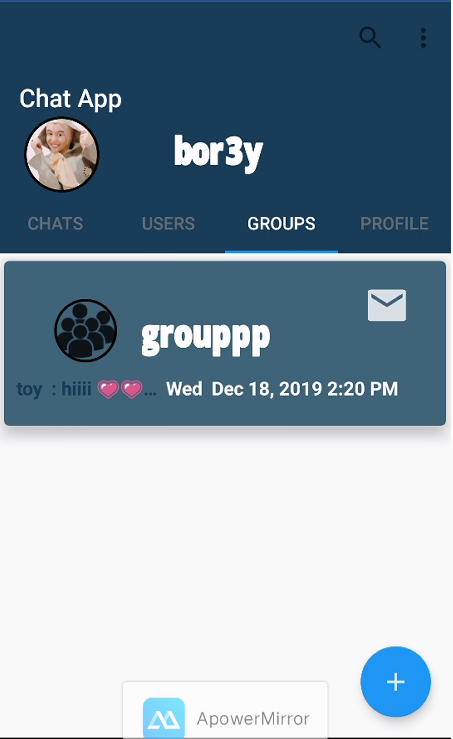 Chat App
bor3y
CHATS USERS GROUPS PROFILE
grouppp
toy : hiiii 💗💗... Wed Dec 18, 2019 2:20 PM
ApowerMirror